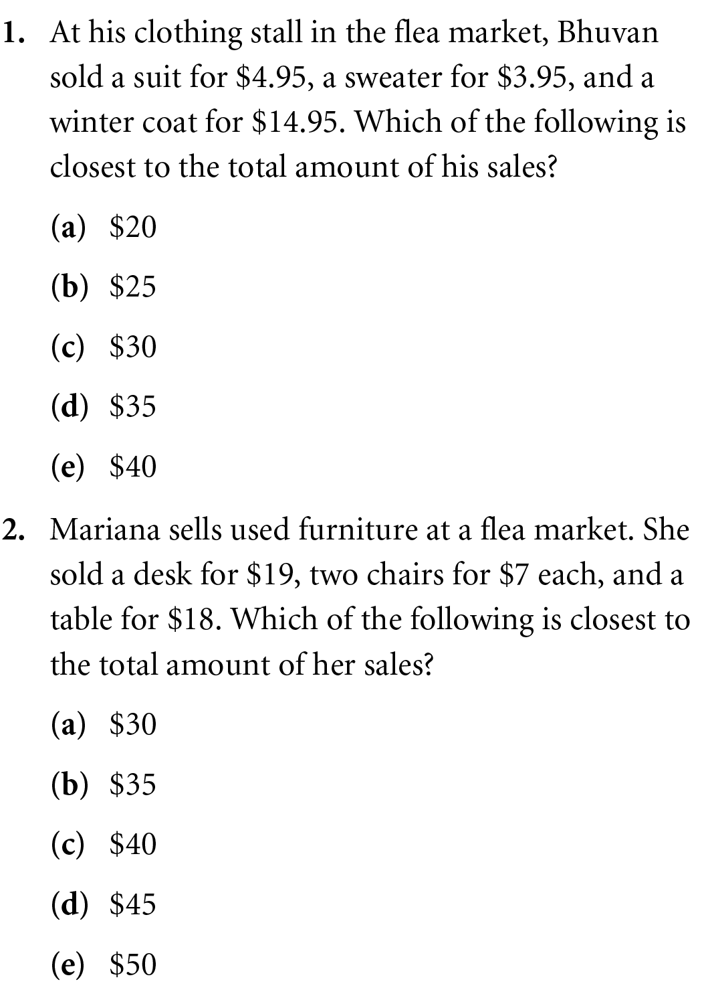 1. At his clothing stall in the flea market, Bhuvan
sold a suit for $4.95, a sweater for $3.95, and a
winter coat for $14.95. Which of the following is
closest to the total amount of his sales?
(a) $20
(b) $25
(c) $30
(d) $35
(e) $40
2. Mariana sells used furniture at a flea market. She
sold a desk for $19, two chairs for $7 each, and a
table for $18. Which of the following is closest to
the total amount of her sales?
(a) $30
(b) $35
(c) $40
(d) $45
(e) $50